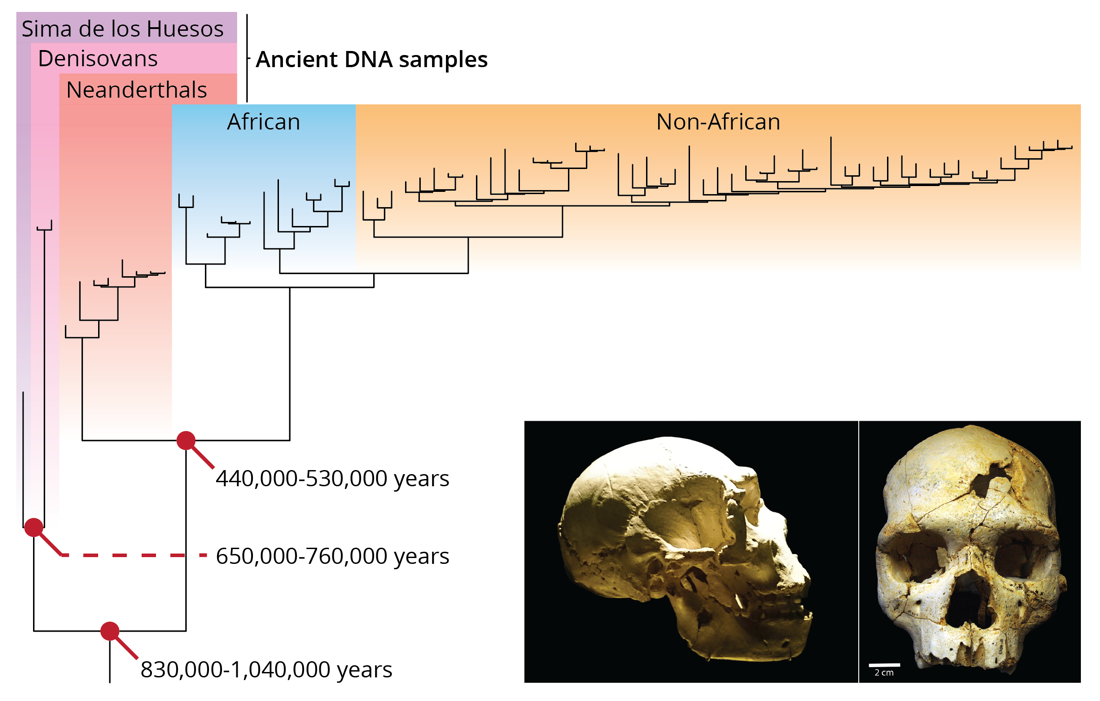 Sima de los Huesos
Denisovans
Ancient DNA samples
Neanderthals
African
Non-African
440,000-530,000 years
650,000-760,000 years
830,000-1,040,000 years
2 cm